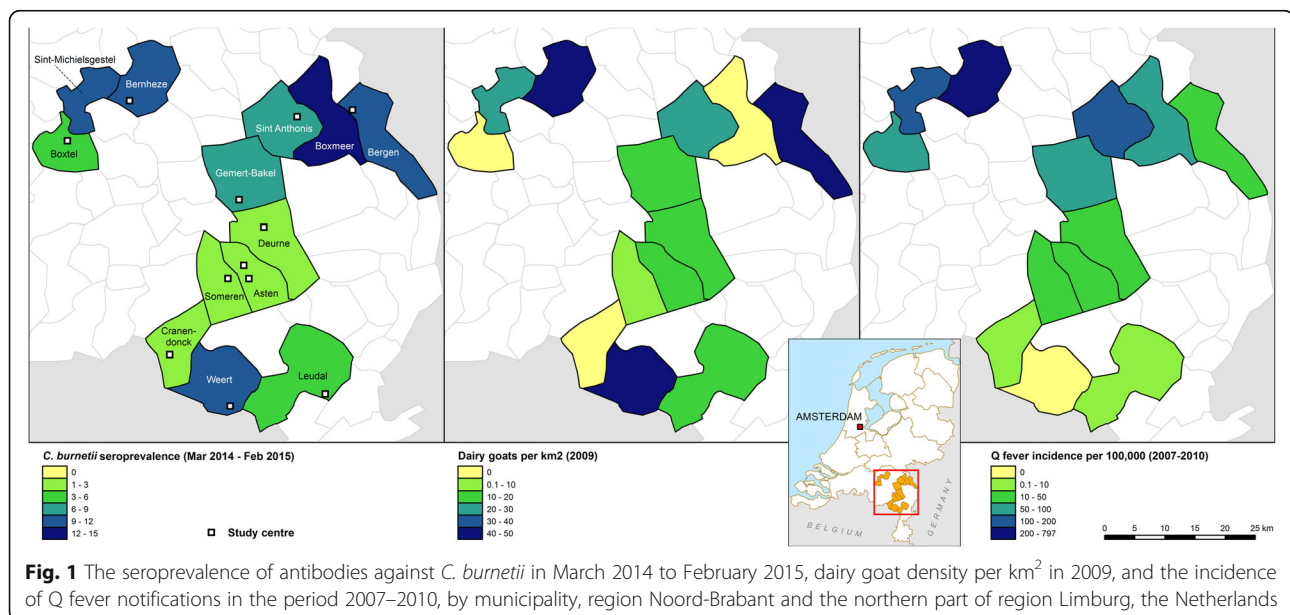 Sint-Michielsgestel
Bernheze
Boxtel
Sint Anthonis
Boxmeer
Bergen
Gemert-Bakel
Deurne
Someren
Asten
Cranen-
donck
Weert
Leudal
C. burnetii seroprevalence (Mar 2014 - Feb 2015)
0
1 - 3
3 - 6
6 - 9
9 - 12
12 - 15
Study centre
Dairy goats per km2 (2009)
0
0.1 - 10
10 - 20
20 - 30
30 - 40
40 - 50
AMSTERDAM
BELGIUM
GERMANY
Q fever incidence per 100,000 (2007-2010)
0
0.1 - 10
10 - 50
50 - 100
100 - 200
200 - 797
0 5 10 15 20 25 km
Fig. 1 The seroprevalence of antibodies against C. burnetii in March 2014 to February 2015, dairy goat density per km² in 2009, and the incidence
of Q fever notifications in the period 2007–2010, by municipality, region Noord-Brabant and the northern part of region Limburg, the Netherlands